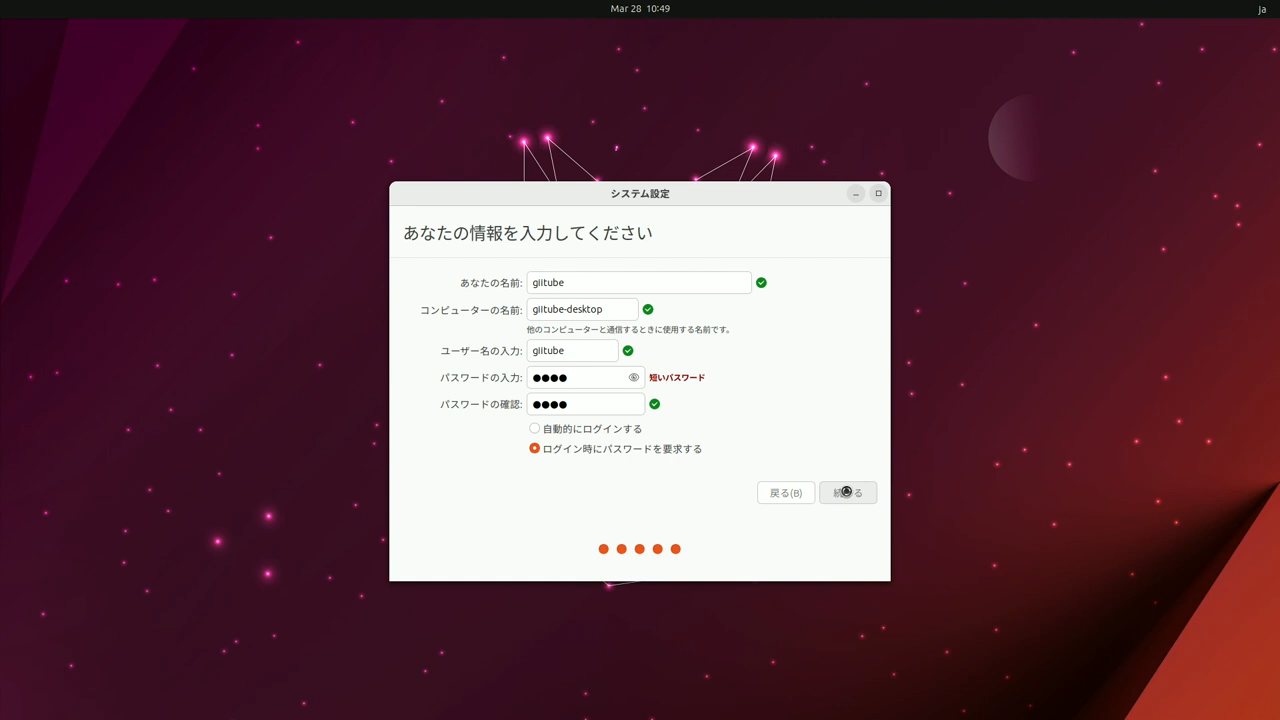 Mar 28 10:49
ja
システム設定
あなたの情報を入力してください
あなたの名前: giitube
コンピューターの名前: giitube-desktop
他のコンピューターと通信するときに使用する名前です。
ユーザー名の入力: giitube
パスワードの入力: ●●●● 短いパスワード
パスワードの確認: ●●●●
自動的にログインする
ログイン時にパスワードを要求する
戻る(B)